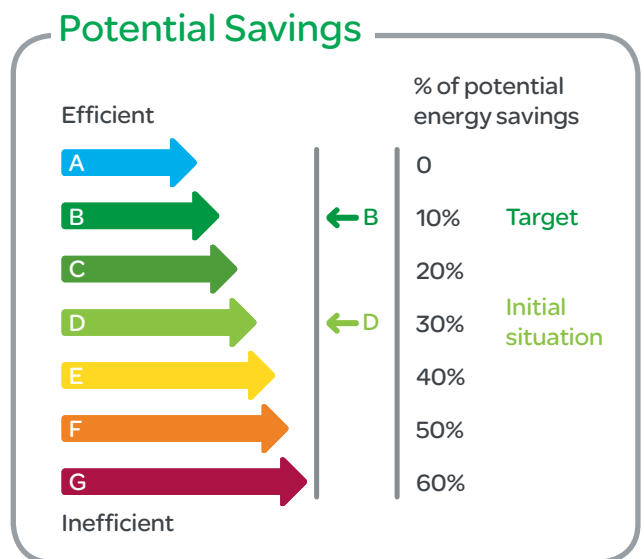 Potential Savings
% of potential
energy savings
Efficient
A 0
B ← B 10% Target
C 20%
D ← D 30% Initial
situation
E 40%
F 50%
G 60%
Inefficient